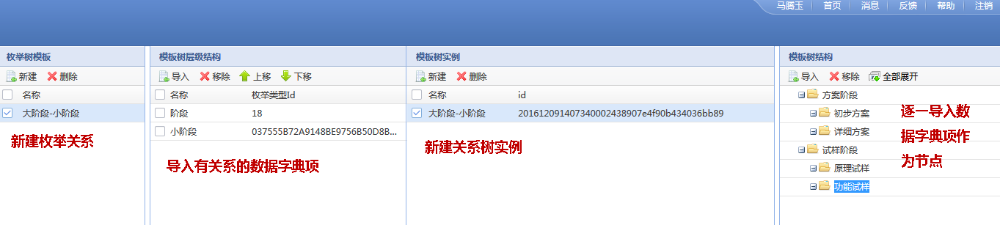 马腾玉 首页 消息 反馈 帮助 注销
枚举树模板
新建 删除
名称
大阶段-小阶段
新建枚举关系
模板树层级结构
导入 移除 上移 下移
名称 枚举类型Id
阶段 18
小阶段 037555B72A9148BE9756B50D8B...
导入有关系的数据字典项
模板树实例
新建 删除
名称 id
大阶段-小阶段 201612091407340002438907e4f90b434036bb89
新建关系树实例
模板树结构
导入 移除 全部展开
方案阶段
初步方案
详细方案
试样阶段
原理试样
功能试样
逐一导入数
据字典项作
为节点